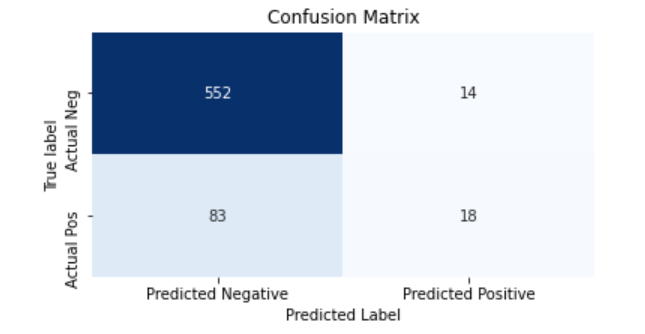 Confusion Matrix
True label
Actual Neg
552
14
Actual Pos
83
18
Predicted Negative
Predicted Positive
Predicted Label